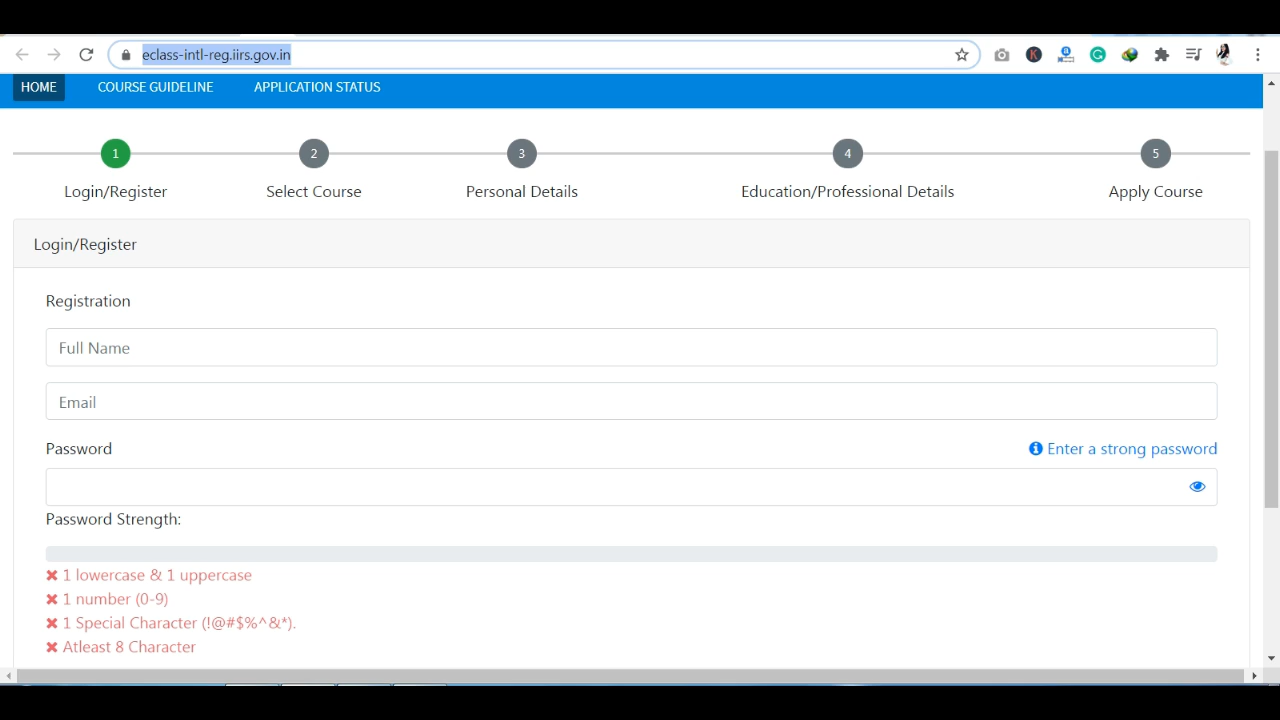 eclass-intl-reg.iirs.gov.in
HOME COURSE GUIDELINE APPLICATION STATUS
1 2 3 4 5
Login/Register Select Course Personal Details Education/Professional Details Apply Course
Login/Register
Registration
Full Name
Email
Password Enter a strong password
Password Strength:
1 lowercase & 1 uppercase
1 number (0-9)
1 Special Character (!@#$%^&*).
Atleast 8 Character